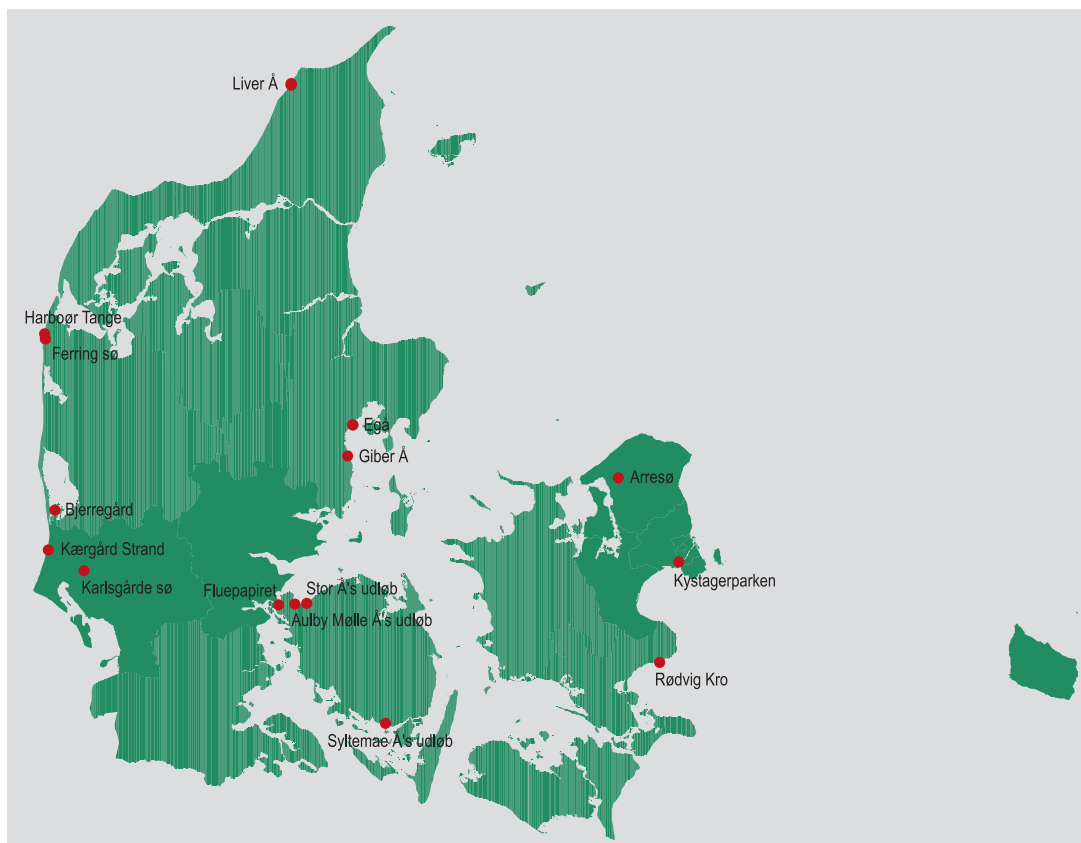 Liver Å
Harboør Tange
Ferring sø
Egå
Giber Å
Arresø
Bjerregård
Kærgård Strand
Karlsgårde sø
Kystagerparken
Fluepapiret
Stor Å's udløb
Aulby Mølle Å's udløb
Rødvig Kro
Syltemae Å's udløb